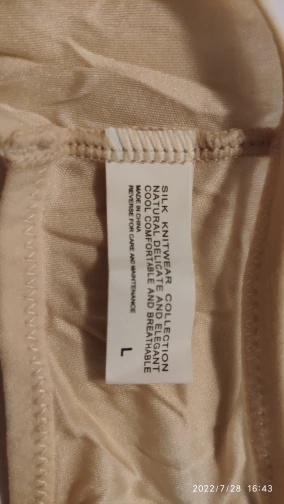 SILK KNITWEAR COLLECTION
NATURAL DELICATE AND ELEGANT
COOL COMFORTABLE AND BREATHABLE
MADE IN CHINA
REVERSE FOR CARE AND MAINTENANCE
L
2022/7/28 16:43